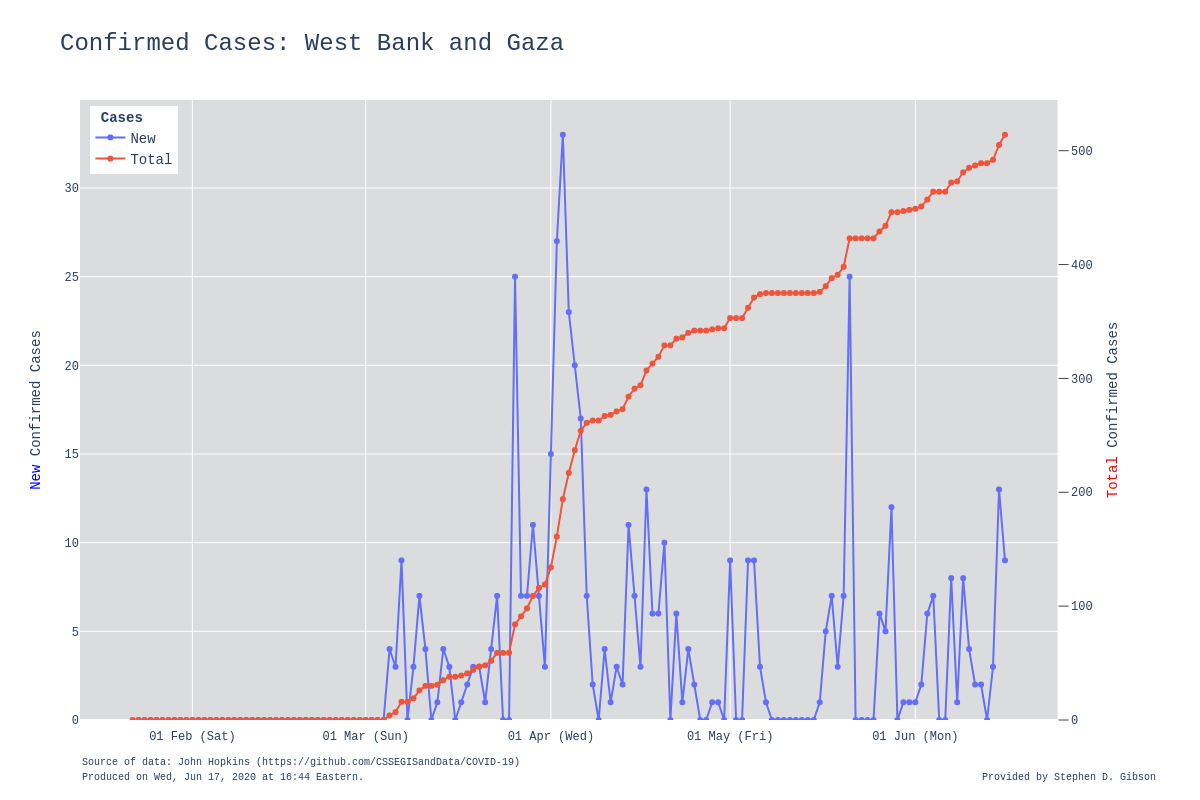 Confirmed Cases: West Bank and Gaza
Cases
New
Total
30
25
20
15
10
5
0
500
400
300
200
100
0
New Confirmed Cases
Total Confirmed Cases
01 Feb (Sat)
01 Mar (Sun)
01 Apr (Wed)
01 May (Fri)
01 Jun (Mon)
Source of data: John Hopkins (https://github.com/CSSEGISandData/COVID-19)
Produced on Wed, Jun 17, 2020 at 16:44 Eastern.
Provided by Stephen D. Gibson